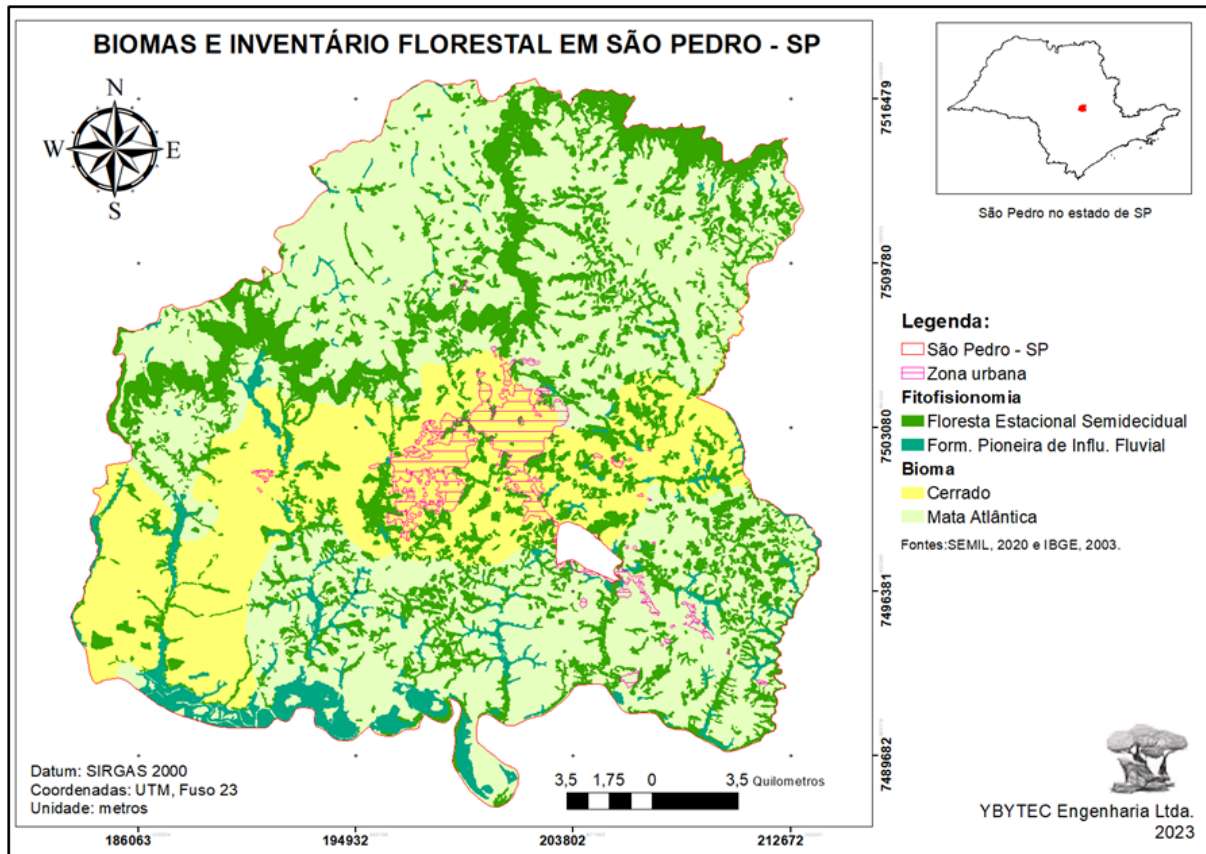 BIOMAS E INVENTÁRIO FLORESTAL EM SÃO PEDRO - SP
N
W E
S
7516479
7509780
7503080
7496381
7489682
São Pedro no estado de SP
Legenda:
São Pedro - SP
Zona urbana
Fitofisionomia
Floresta Estacional Semidecidual
Form. Pioneira de Influ. Fluvial
Bioma
Cerrado
Mata Atlântica
Fontes:SEMIL, 2020 e IBGE, 2003.
Datum: SIRGAS 2000
Coordenadas: UTM, Fuso 23
Unidade: metros
3,5 1,75 0 3,5 Quilometros
186063 194932 203802 212672
YBYTEC Engenharia Ltda.
2023